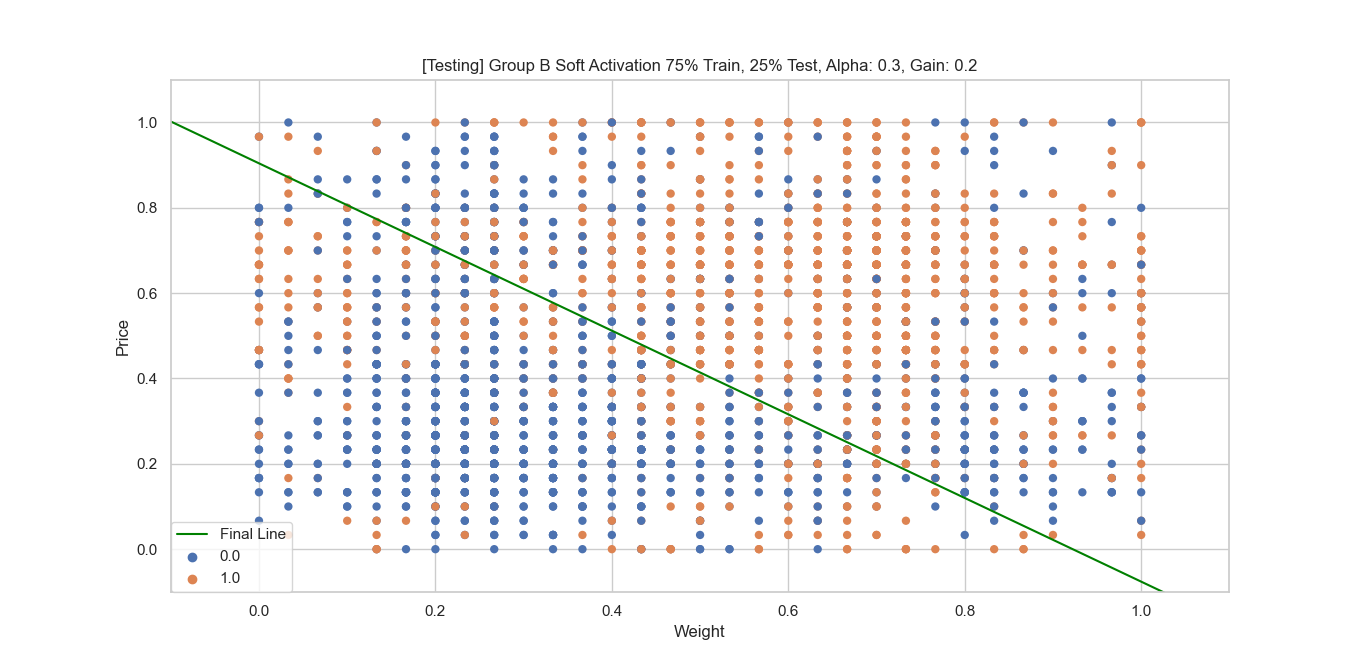 [Testing] Group B Soft Activation 75% Train, 25% Test, Alpha: 0.3, Gain: 0.2
1.0
0.8
0.6
0.4
0.2
0.0
Price
Final Line
0.0
1.0
0.0 0.2 0.4 0.6 0.8 1.0
Weight